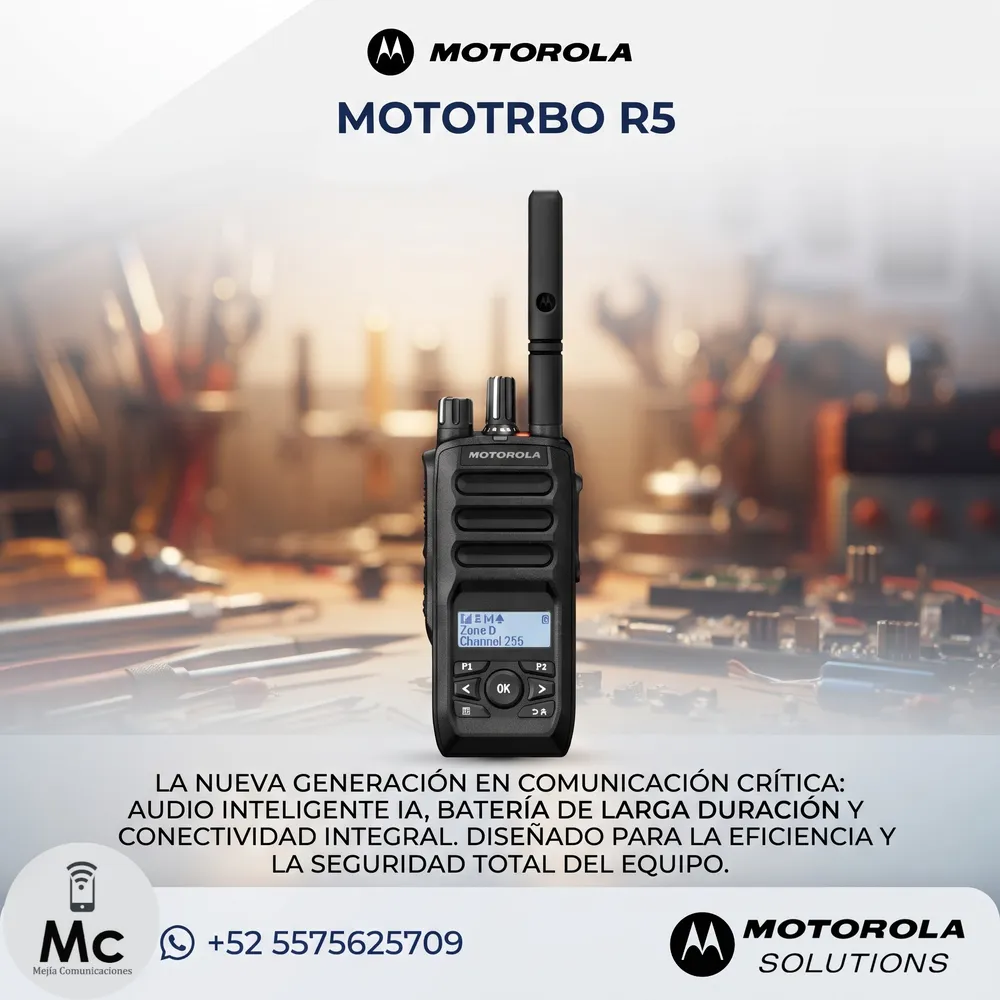 MOTOROLA
MOTOTRBO R5
MOTOROLA
Zone D
Channel 255
P1 P2
< OK >
LA NUEVA GENERACIÓN EN COMUNICACIÓN CRÍTICA:
AUDIO INTELIGENTE IA, BATERÍA DE LARGA DURACIÓN Y
CONECTIVIDAD INTEGRAL. DISEÑADO PARA LA EFICIENCIA Y
LA SEGURIDAD TOTAL DEL EQUIPO.
Mc
Mejía Comunicaciones
+52 5575625709
MOTOROLA
SOLUTIONS